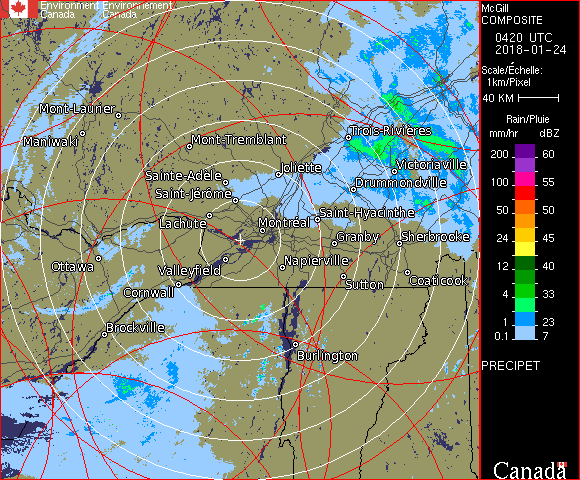 Environment Environnement
Canada Canada
McGill
COMPOSITE
0420 UTC
2018-01-24
Scale/Échelle:
1km/Pixel
40 KM
Rain/Pluie
mm/hr dBZ
200 60
100 55
50 50
24 45
12 40
4 33
1 23
0.1 7
PRECIPET
Canada
Mont-Laurier
Maniwaki
Mont-Tremblant
Trois-Rivières
Joliette
Victoriaville
Sainte-Adèle
Drummondville
Saint-Jérôme
Saint-Hyacinthe
Lachute
Montréal
Granby
Sherbrooke
Ottawa
Valleyfield
Napierville
Coaticook
Sutton
Cornwall
Brockville
Burlington